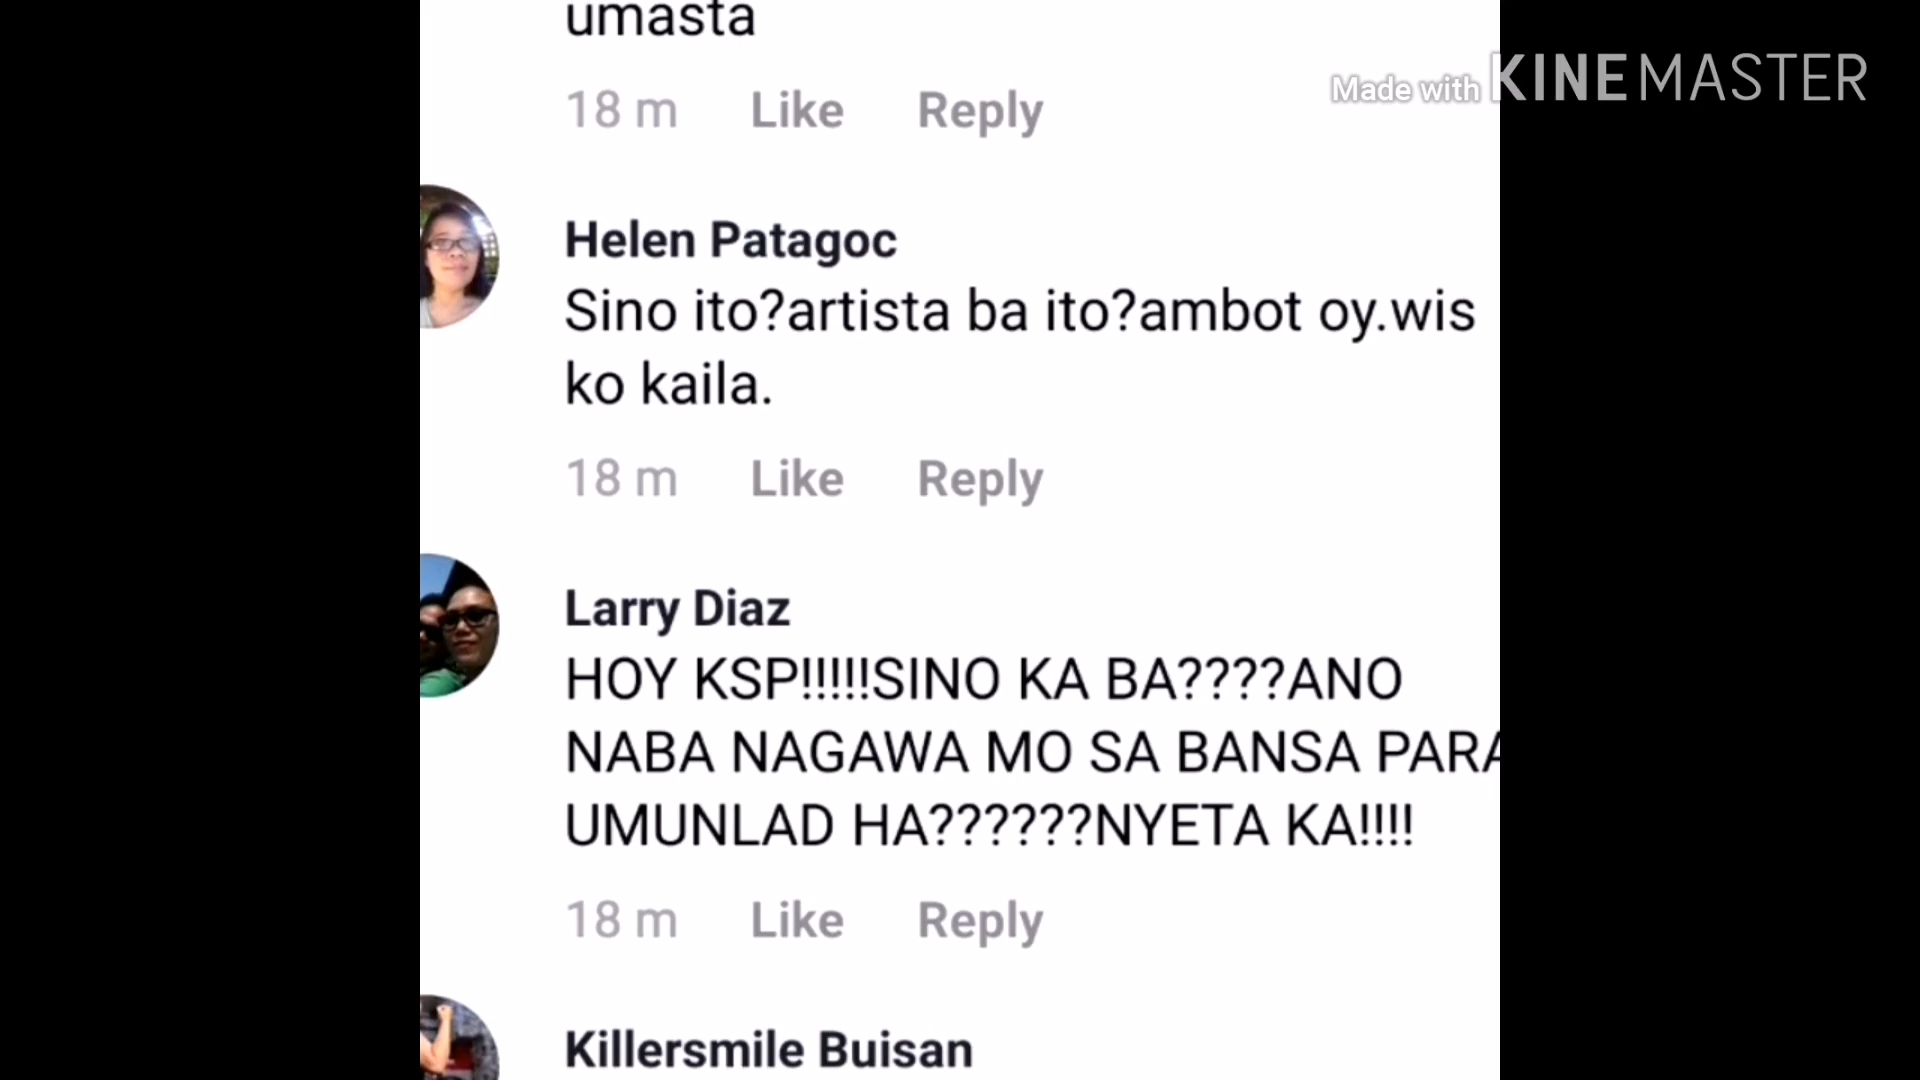 umasta
Made with KINEMASTER
18 m Like Reply
Helen Patagoc
Sino ito?artista ba ito?ambot oy.wis
ko kaila.
18 m Like Reply
Larry Diaz
HOY KSP!!!!!SINO KA BA????ANO
NABA NAGAWA MO SA BANSA PARA
UMUNLAD HA??????NYETA KA!!!!
18 m Like Reply
Killersmile Buisan